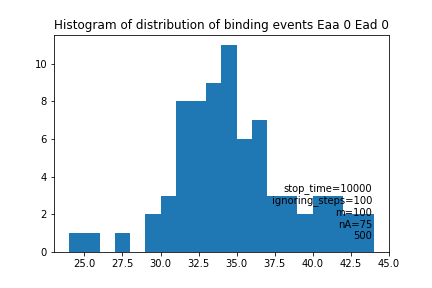 Histogram of distribution of binding events Eaa 0 Ead 0
10
8
6
4
2
0
stop_time=10000
ignoring_steps=100
m=100
nA=75
500
25.0 27.5 30.0 32.5 35.0 37.5 40.0 42.5 45.0